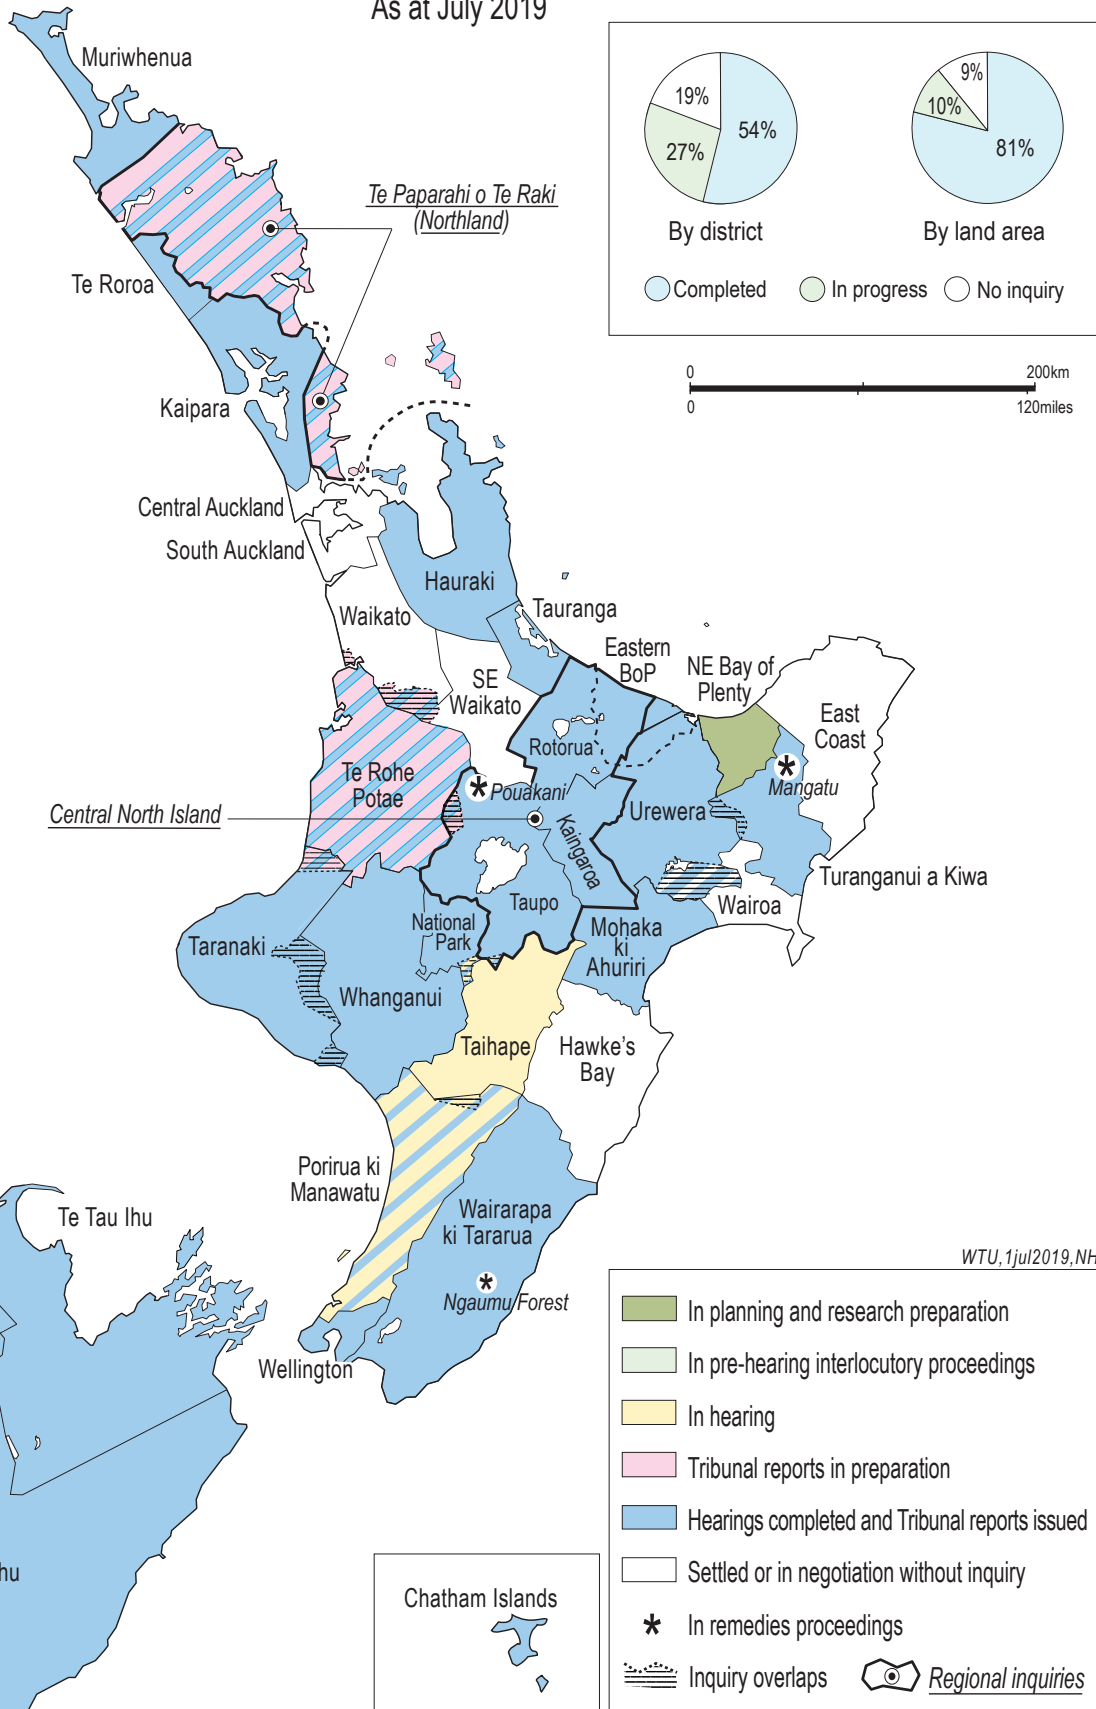 As at July 2019
Muriwhenua
19%
54%
27%
By district
9%
10%
81%
By land area
Completed
In progress
No inquiry
Te Paparahi o Te Raki
(Northland)
Te Roroa
0
200km
0
120miles
Kaipara
Central Auckland
South Auckland
Hauraki
Waikato
Tauranga
Eastern
BoP
NE Bay of
Plenty
SE
Waikato
East
Coast
Rotorua
Te Rohe
Potae
Pouakani
Mangatu
Central North Island
Urewera
Kaingaroa
Turanganui a Kiwa
Taupo
Wairoa
National
Park
Mohaka
ki
Ahuriri
Taranaki
Whanganui
Taihape
Hawke's
Bay
Porirua ki
Manawatu
Te Tau Ihu
Wairarapa
ki Tararua
Ngaumu Forest
Wellington
WTU,1jul2019,NH
In planning and research preparation
In pre-hearing interlocutory proceedings
In hearing
Tribunal reports in preparation
Hearings completed and Tribunal reports issued
Settled or in negotiation without inquiry
* In remedies proceedings
Inquiry overlaps
Regional inquiries
hu
Chatham Islands